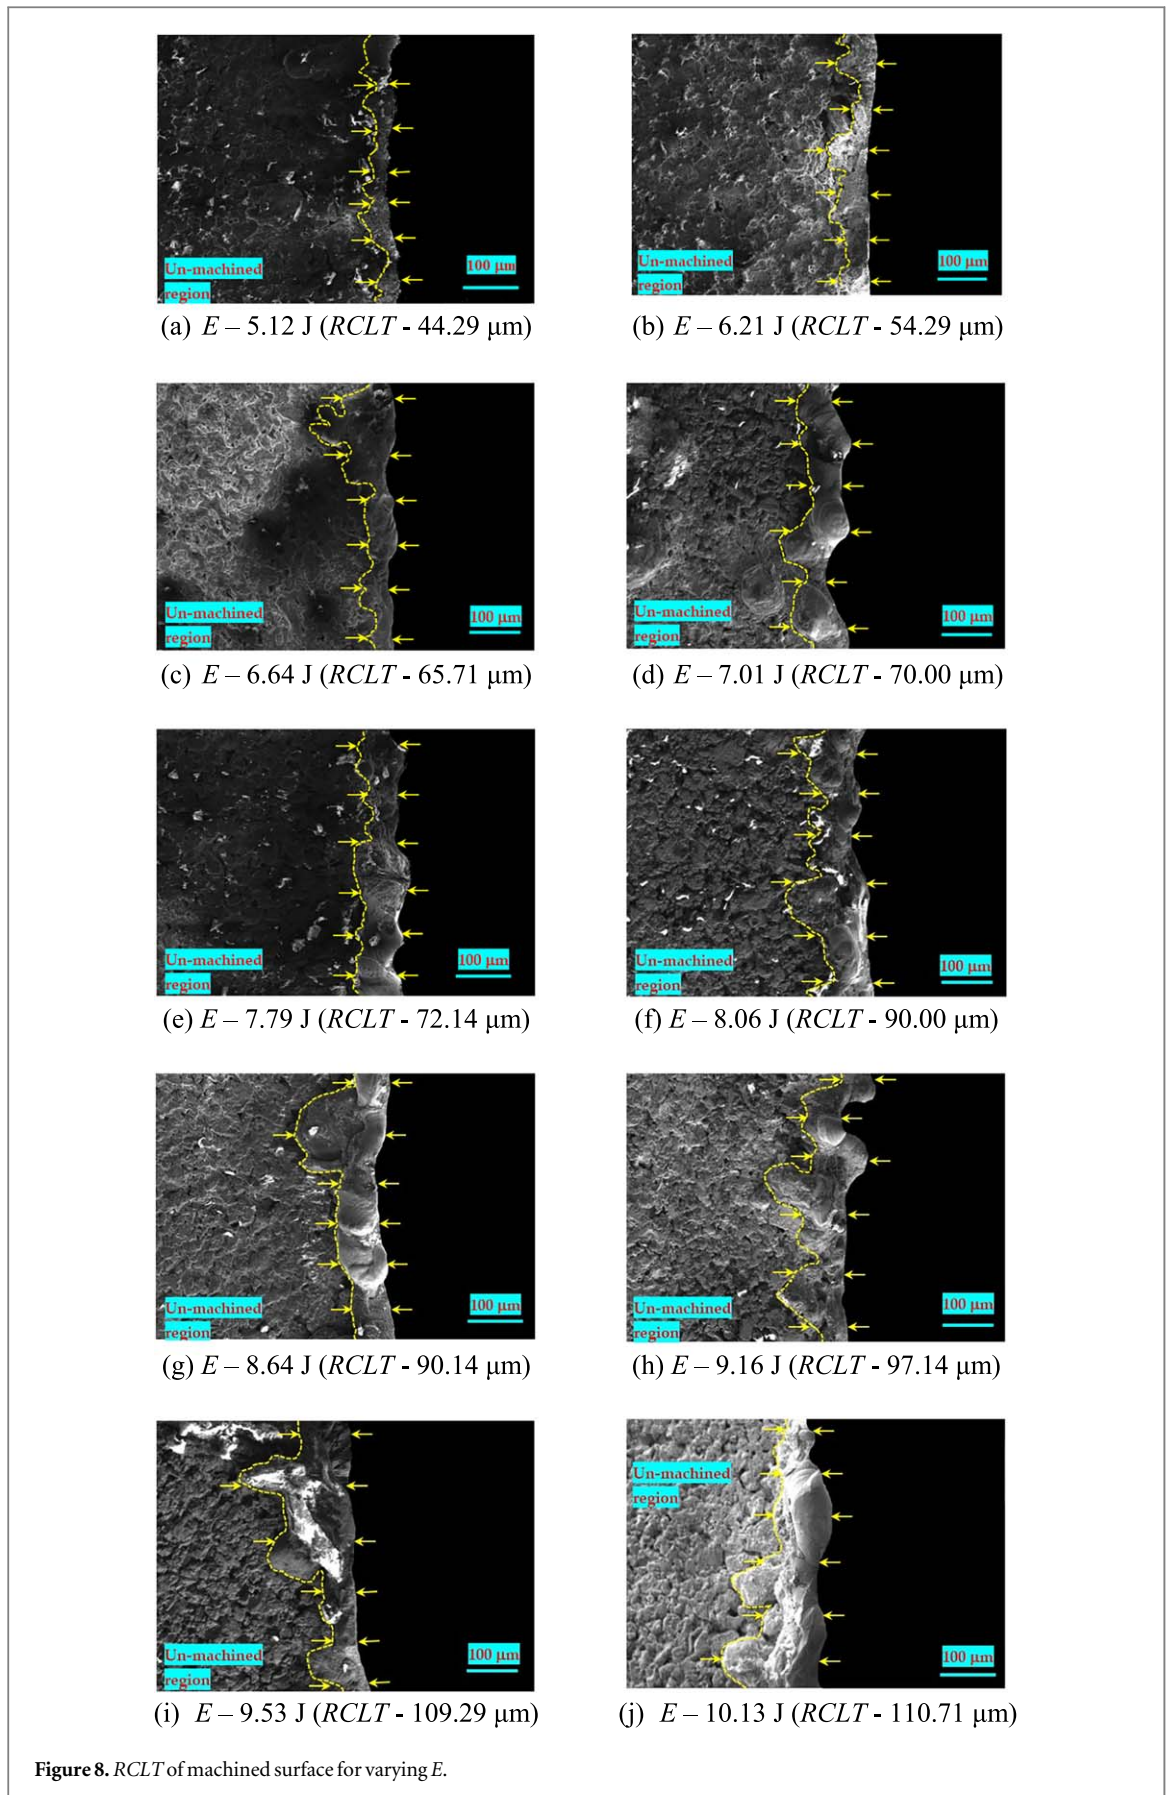 Un-machined
region
100 μm
(a) E – 5.12 J (RCLT - 44.29 μm)
Un-machined
region
100 μm
(b) E – 6.21 J (RCLT - 54.29 μm)
Un-machined
region
100 μm
(c) E – 6.64 J (RCLT - 65.71 μm)
Un-machined
region
100 μm
(d) E – 7.01 J (RCLT - 70.00 μm)
Un-machined
region
100 μm
(e) E – 7.79 J (RCLT - 72.14 μm)
Un-machined
region
100 μm
(f) E – 8.06 J (RCLT - 90.00 μm)
Un-machined
region
100 μm
(g) E – 8.64 J (RCLT - 90.14 μm)
Un-machined
region
100 μm
(h) E – 9.16 J (RCLT - 97.14 μm)
Un-machined
region
100 μm
(i) E – 9.53 J (RCLT - 109.29 μm)
Un-machined
region
100 μm
(j) E – 10.13 J (RCLT - 110.71 μm)
Figure 8. RCLT of machined surface for varying E.